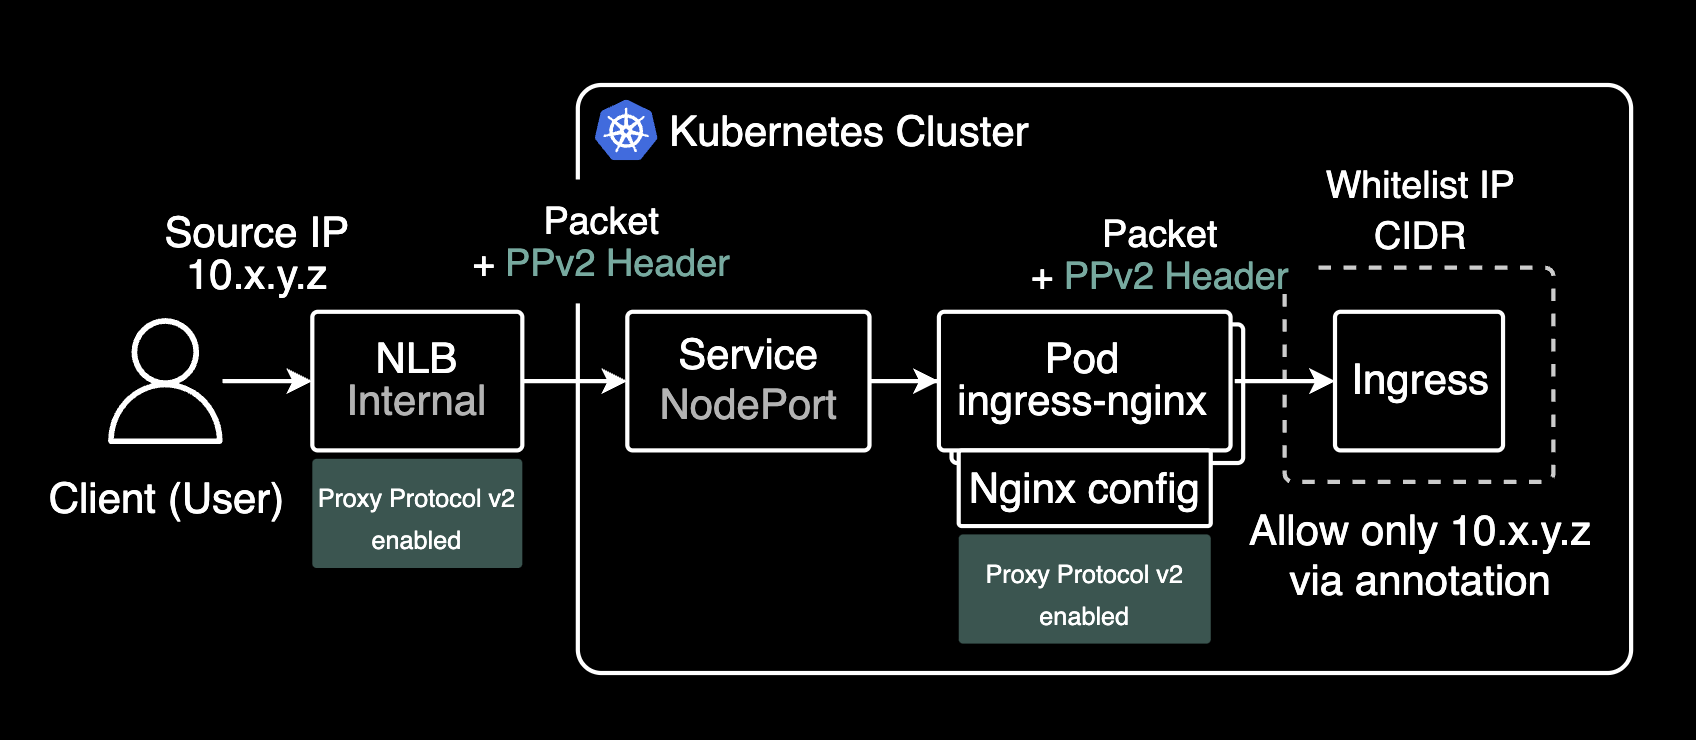 Kubernetes Cluster
Source IP
10.x.y.z
Packet
+ PPv2 Header
Packet
+ PPv2 Header
Whitelist IP
CIDR
Client (User)
NLB
Internal
Proxy Protocol v2
enabled
Service
NodePort
Pod
ingress-nginx
Nginx config
Proxy Protocol v2
enabled
Ingress
Allow only 10.x.y.z
via annotation